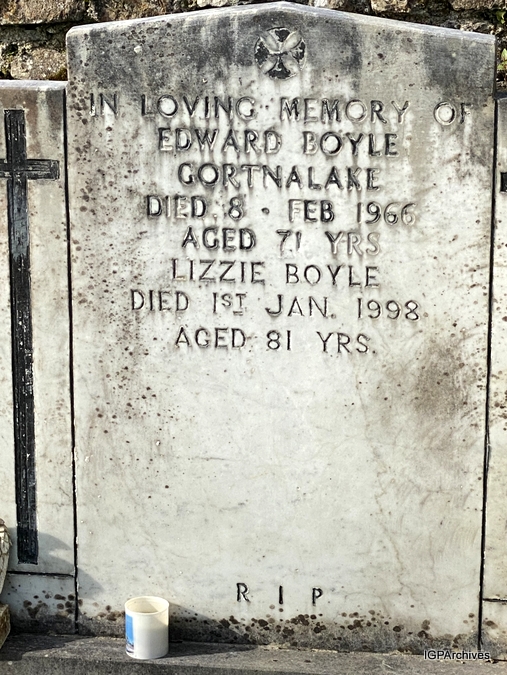 IN LOVING MEMORY OF
EDWARD BOYLE
GORTNALAKE
DIED 8 · FEB 1966
AGED 71 YRS
LIZZIE BOYLE
DIED 1ST JAN. 1998
AGED 81 YRS.
R I P
IGPArchives